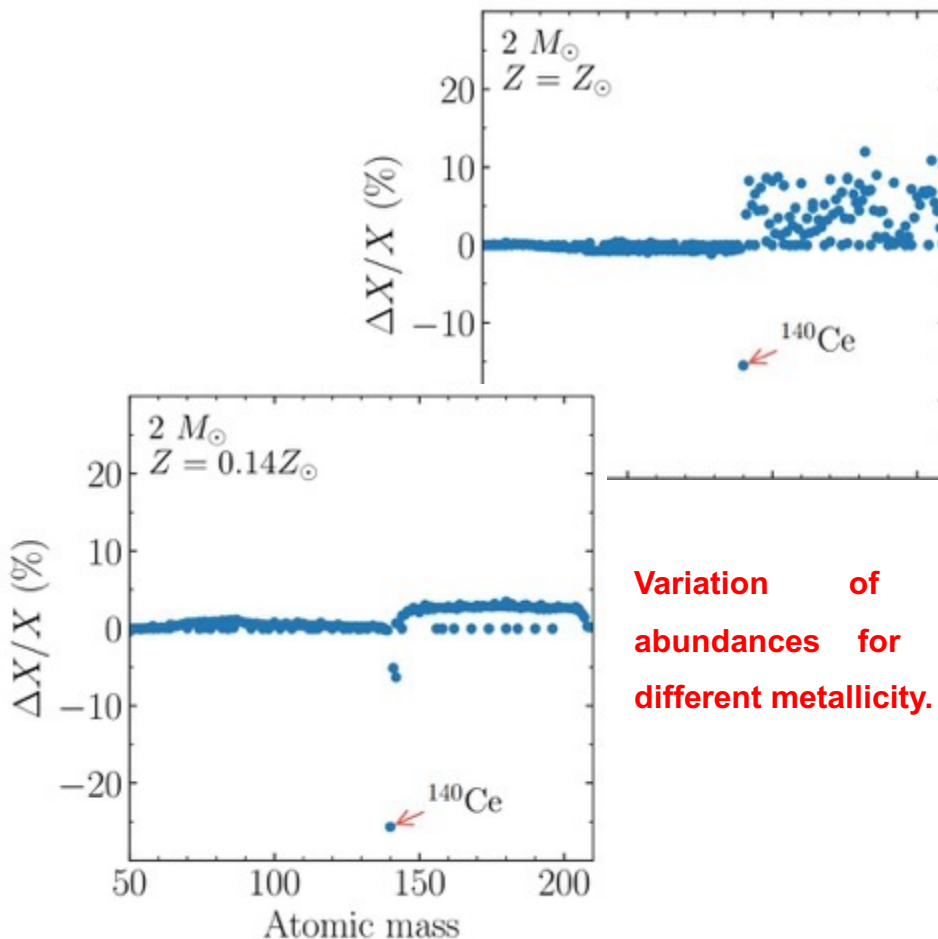 2 M☉
Z = Z☉
20
10
0
−10
ΔX/X (%)
¹⁴⁰Ce
2 M☉
Z = 0.14Z☉
20
10
0
−10
−20
ΔX/X (%)
¹⁴⁰Ce
50 100 150 200
Atomic mass
Variation of
abundances for
different metallicity.